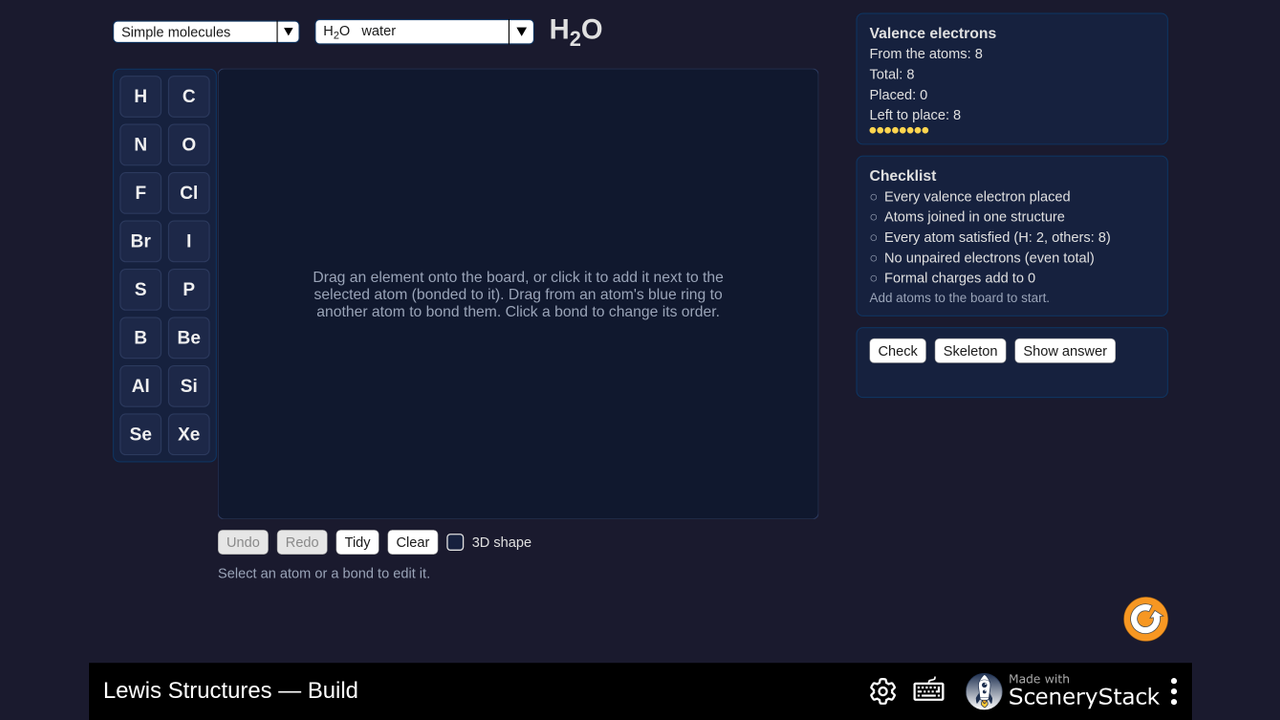 Simple molecules
H₂O water
H₂O
Valence electrons
From the atoms: 8
Total: 8
Placed: 0
Left to place: 8
H C
N O
F Cl
Br I
S P
B Be
Al Si
Se Xe
Drag an element onto the board, or click it to add it next to the
selected atom (bonded to it). Drag from an atom's blue ring to
another atom to bond them. Click a bond to change its order.
Checklist
○ Every valence electron placed
○ Atoms joined in one structure
○ Every atom satisfied (H: 2, others: 8)
○ No unpaired electrons (even total)
○ Formal charges add to 0
Add atoms to the board to start.
Check Skeleton Show answer
Undo Redo Tidy Clear 3D shape
Select an atom or a bond to edit it.
Lewis Structures — Build
Made with
SceneryStack